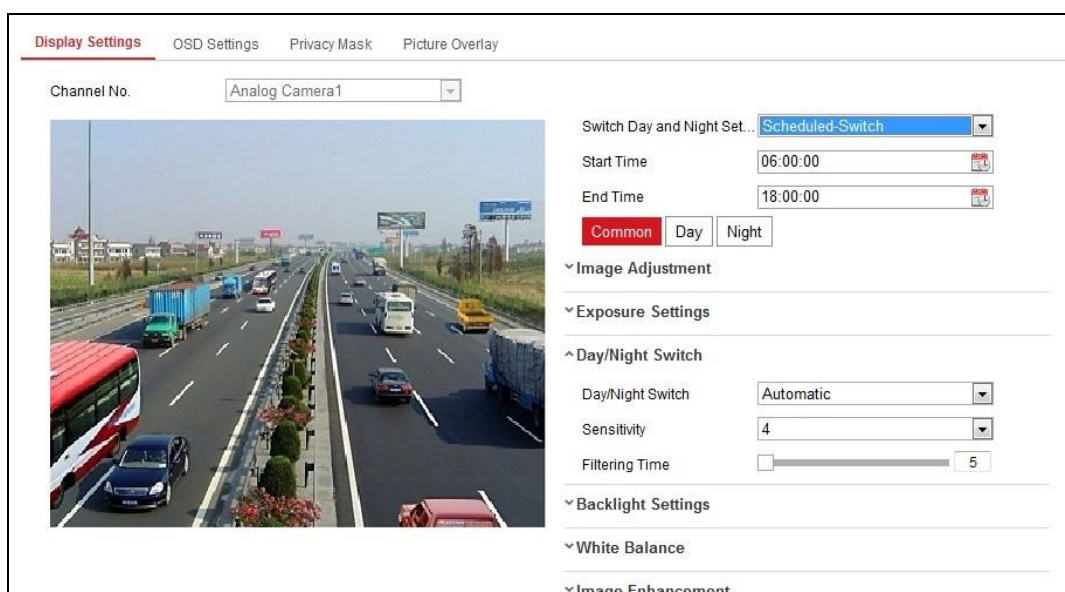 Display Settings OSD Settings Privacy Mask Picture Overlay
Channel No. Analog Camera1
Switch Day and Night Set... Scheduled-Switch
Start Time 06:00:00
End Time 18:00:00
Common Day Night
Image Adjustment
Exposure Settings
Day/Night Switch
Day/Night Switch Automatic
Sensitivity 4
Filtering Time 5
Backlight Settings
White Balance
Image Enhancement